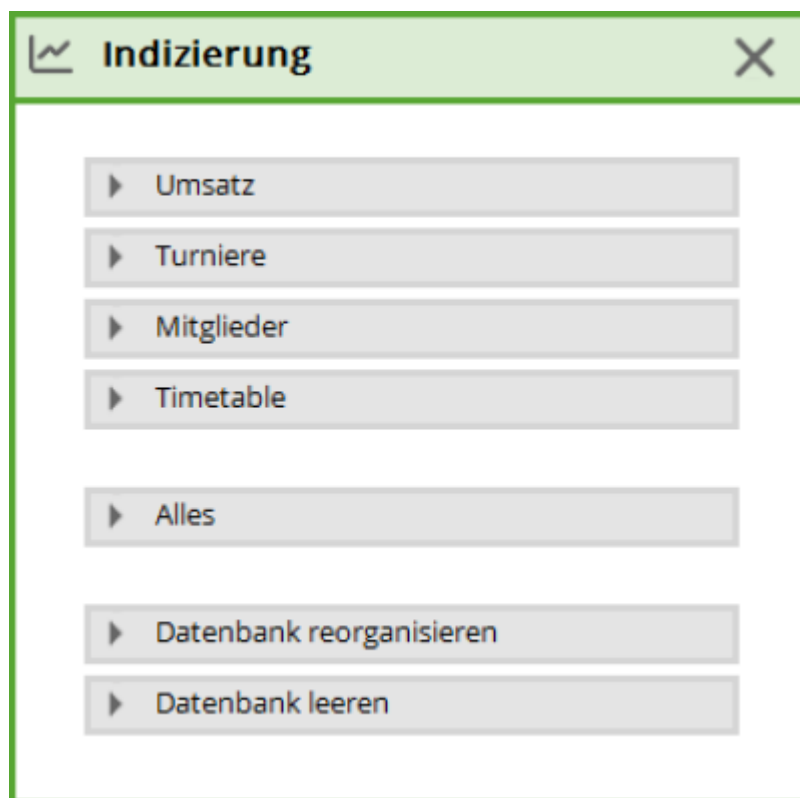 Indizierung
Umsatz
Turniere
Mitglieder
Timetable
Alles
Datenbank reorganisieren
Datenbank leeren